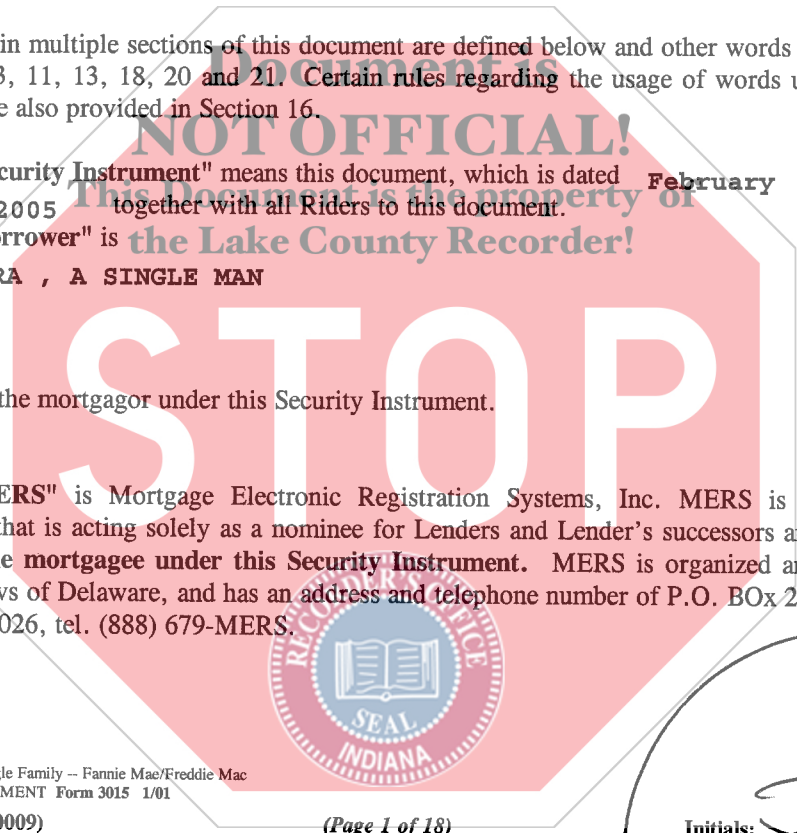 in multiple sections of this document are defined below and other words
3, 11, 13, 18, 20 and 21. Certain rules regarding the usage of words
also provided in Section 16.
Document is
NOT OFFICIAL!
This Document is the property of
the Lake County Recorder!
STOP
Instrument" means this document, which is dated February
2005 together with all Riders to this document.
" is
RA , A SINGLE MAN
the mortgagor under this Security Instrument.
MERS" is Mortgage Electronic Registration Systems, Inc. MERS is
that is acting solely as a nominee for Lenders and Lender's successors
mortgagee under this Security Instrument. MERS is organized
of Delaware, and has an address and telephone number of P.O. BOx 2
026, tel. (888) 679-MERS.
RECORDER'S OFFICE
SEAL
INDIANA
Family -- Fannie Mae/Freddie Mac
Form 3015 1/01
0009)
(Page 1 of 18)
Initials: